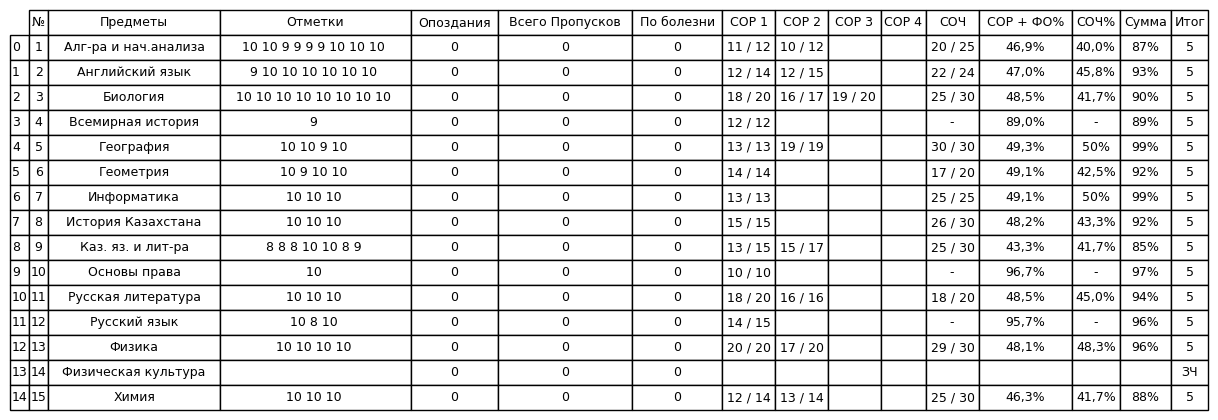 № Предметы Отметки Опоздания Всего Пропусков По болезни СОР 1 СОР 2 СОР 3 СОР 4 СОЧ СОР + ФО% СОЧ% Сумма Итог
0 1 Алг-ра и нач.анализа 10 10 9 9 9 9 10 10 10 0 0 0 11 / 12 10 / 12 20 / 25 46,9% 40,0% 87% 5
1 2 Английский язык 9 10 10 10 10 10 10 0 0 0 12 / 14 12 / 15 22 / 24 47,0% 45,8% 93% 5
2 3 Биология 10 10 10 10 10 10 10 10 0 0 0 18 / 20 16 / 17 19 / 20 25 / 30 48,5% 41,7% 90% 5
3 4 Всемирная история 9 0 0 0 12 / 12 - 89,0% - 89% 5
4 5 География 10 10 9 10 0 0 0 13 / 13 19 / 19 30 / 30 49,3% 50% 99% 5
5 6 Геометрия 10 9 10 10 0 0 0 14 / 14 17 / 20 49,1% 42,5% 92% 5
6 7 Информатика 10 10 10 0 0 0 13 / 13 25 / 25 49,1% 50% 99% 5
7 8 История Казахстана 10 10 10 0 0 0 15 / 15 26 / 30 48,2% 43,3% 92% 5
8 9 Каз. яз. и лит-ра 8 8 8 10 10 8 9 0 0 0 13 / 15 15 / 17 25 / 30 43,3% 41,7% 85% 5
9 10 Основы права 10 0 0 0 10 / 10 - 96,7% - 97% 5
10 11 Русская литература 10 10 10 0 0 0 18 / 20 16 / 16 18 / 20 48,5% 45,0% 94% 5
11 12 Русский язык 10 8 10 0 0 0 14 / 15 - 95,7% - 96% 5
12 13 Физика 10 10 10 10 0 0 0 20 / 20 17 / 20 29 / 30 48,1% 48,3% 96% 5
13 14 Физическая культура 0 0 0 ЗЧ
14 15 Химия 10 10 10 0 0 0 12 / 14 13 / 14 25 / 30 46,3% 41,7% 88% 5